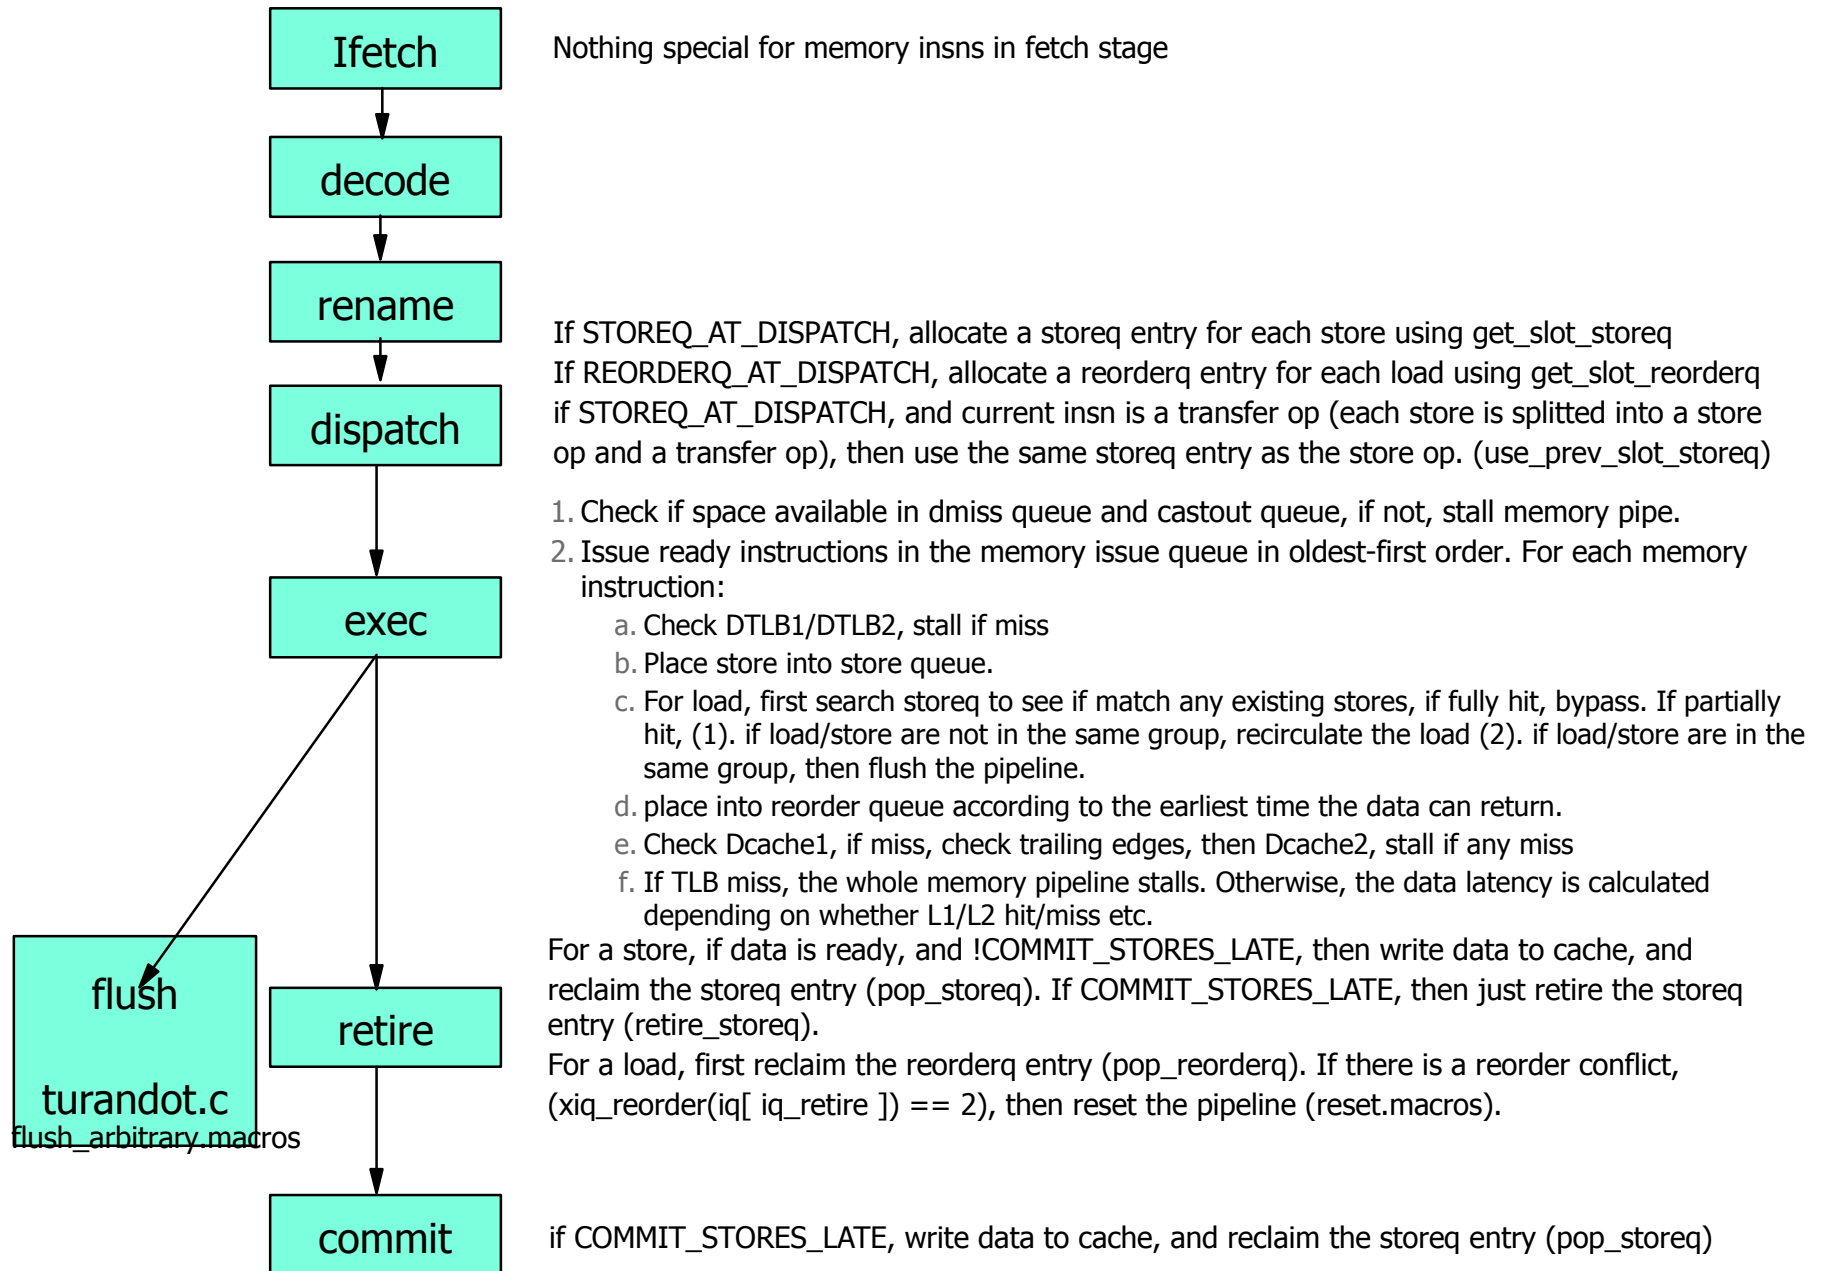 Ifetch
Nothing special for memory insns in fetch stage
decode
rename
If STOREQ_AT_DISPATCH, allocate a storeq entry for each store using get_slot_storeq
If REORDERQ_AT_DISPATCH, allocate a reorderq entry for each load using get_slot_reorderq
dispatch
if STOREQ_AT_DISPATCH, and current insn is a transfer op (each store is splitted into a store
op and a transfer op), then use the same storeq entry as the store op. (use_prev_slot_storeq)
1. Check if space available in dmiss queue and castout queue, if not, stall memory pipe.
2. Issue ready instructions in the memory issue queue in oldest-first order. For each memory
instruction:
exec
a. Check DTLB1/DTLB2, stall if miss
b. Place store into store queue.
c. For load, first search storeq to see if match any existing stores, if fully hit, bypass. If partially
hit, (1). if load/store are not in the same group, recirculate the load (2). if load/store are in the
same group, then flush the pipeline.
d. place into reorder queue according to the earliest time the data can return.
e. Check Dcache1, if miss, check trailing edges, then Dcache2, stall if any miss
f. If TLB miss, the whole memory pipeline stalls. Otherwise, the data latency is calculated
depending on whether L1/L2 hit/miss etc.
flush
turandot.c
flush_arbitrary.macros
retire
For a store, if data is ready, and !COMMIT_STORES_LATE, then write data to cache, and
reclaim the storeq entry (pop_storeq). If COMMIT_STORES_LATE, then just retire the storeq
entry (retire_storeq).
For a load, first reclaim the reorderq entry (pop_reorderq). If there is a reorder conflict,
(xiq_reorder(iq[ iq_retire ]) == 2), then reset the pipeline (reset.macros).
commit
if COMMIT_STORES_LATE, write data to cache, and reclaim the storeq entry (pop_storeq)